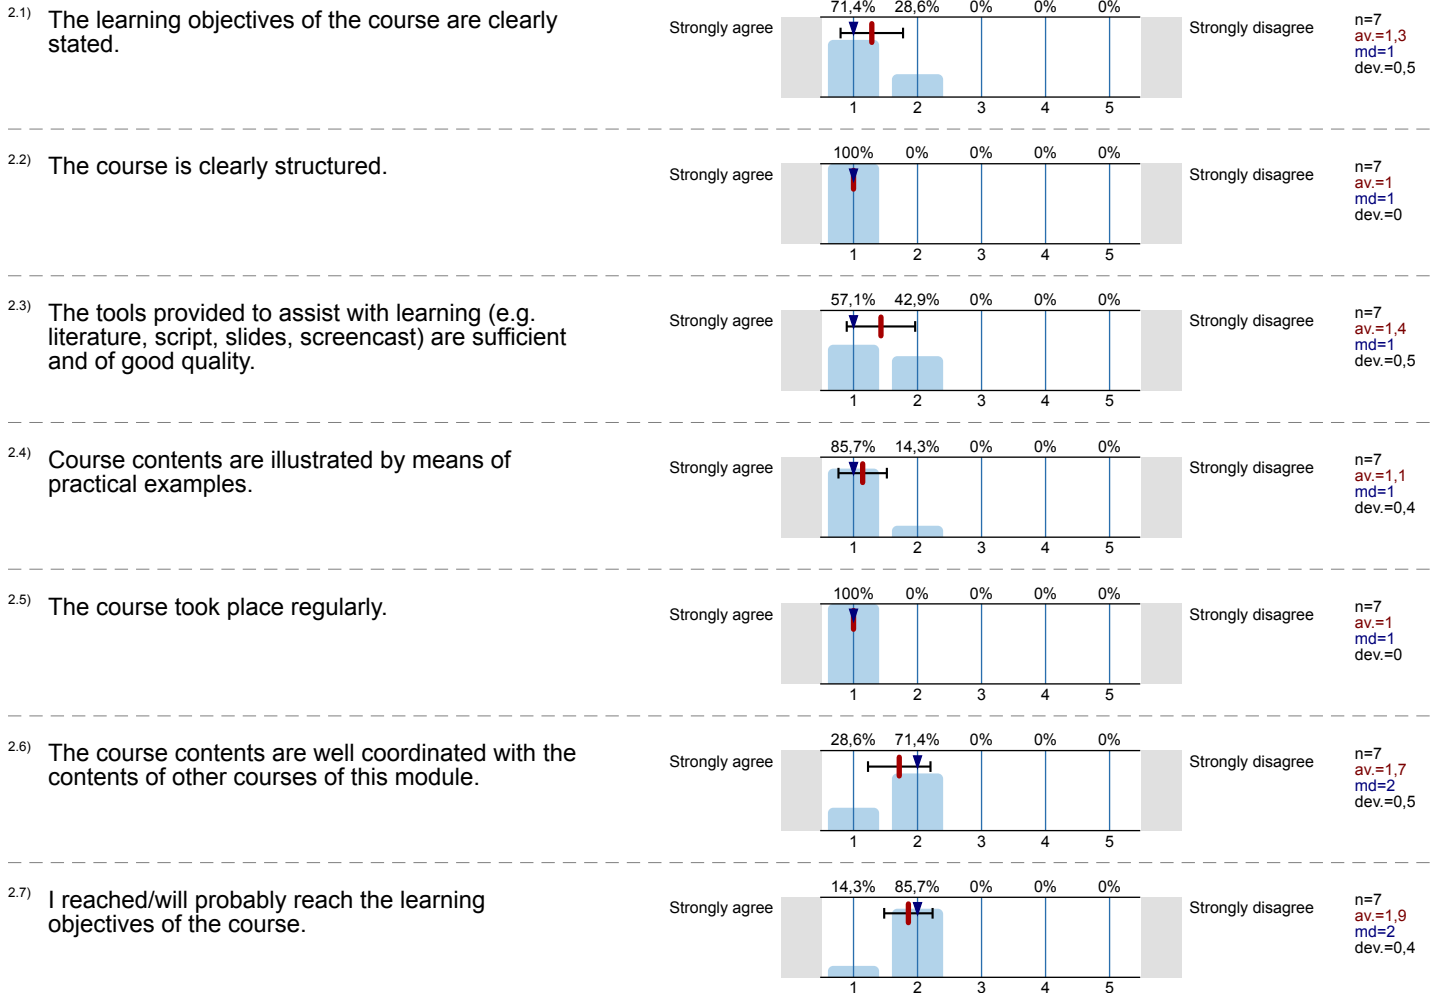 2.1) The learning objectives of the course are clearly
stated.
71,4% 28,6% 0% 0% 0%
Strongly agree
Strongly disagree
n=7
av.=1,3
md=1
dev.=0,5
1 2 3 4 5
2.2) The course is clearly structured.
100% 0% 0% 0% 0%
Strongly agree
Strongly disagree
n=7
av.=1
md=1
dev.=0
1 2 3 4 5
2.3) The tools provided to assist with learning (e.g.
literature, script, slides, screencast) are sufficient
and of good quality.
57,1% 42,9% 0% 0% 0%
Strongly agree
Strongly disagree
n=7
av.=1,4
md=1
dev.=0,5
1 2 3 4 5
2.4) Course contents are illustrated by means of
practical examples.
85,7% 14,3% 0% 0% 0%
Strongly agree
Strongly disagree
n=7
av.=1,1
md=1
dev.=0,4
1 2 3 4 5
2.5) The course took place regularly.
100% 0% 0% 0% 0%
Strongly agree
Strongly disagree
n=7
av.=1
md=1
dev.=0
1 2 3 4 5
2.6) The course contents are well coordinated with the
contents of other courses of this module.
28,6% 71,4% 0% 0% 0%
Strongly agree
Strongly disagree
n=7
av.=1,7
md=2
dev.=0,5
1 2 3 4 5
2.7) I reached/will probably reach the learning
objectives of the course.
14,3% 85,7% 0% 0% 0%
Strongly agree
Strongly disagree
n=7
av.=1,9
md=2
dev.=0,4
1 2 3 4 5